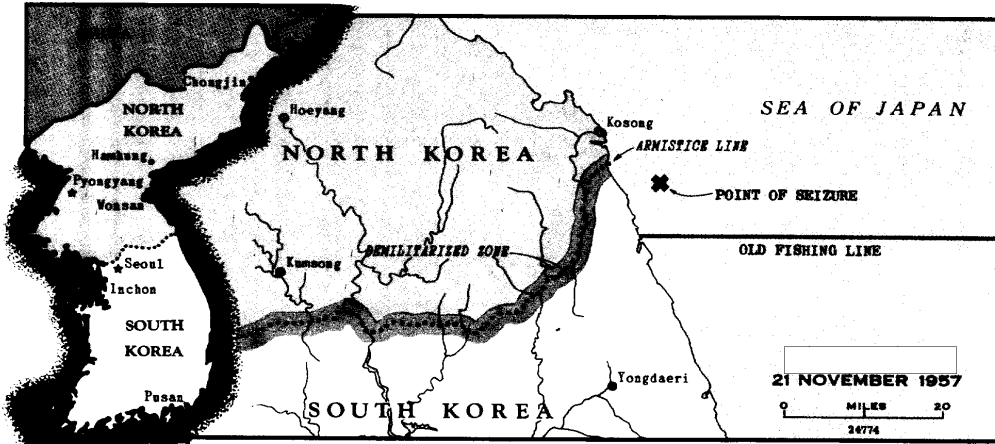 Chongjin
NORTH
KOREA
Hamhung
Pyongyang
Wonsan
Seoul
Inchon
SOUTH
KOREA
Pusan
Hoeyang
NORTH KOREA
Kosong
SEA OF JAPAN
ARMISTICE LINE
POINT OF SEIZURE
OLD FISHING LINE
DEMILITARIZED ZONE
Kumsong
Yongdaeri
SOUTH KOREA
21 NOVEMBER 1957
0 MILES 20
24774